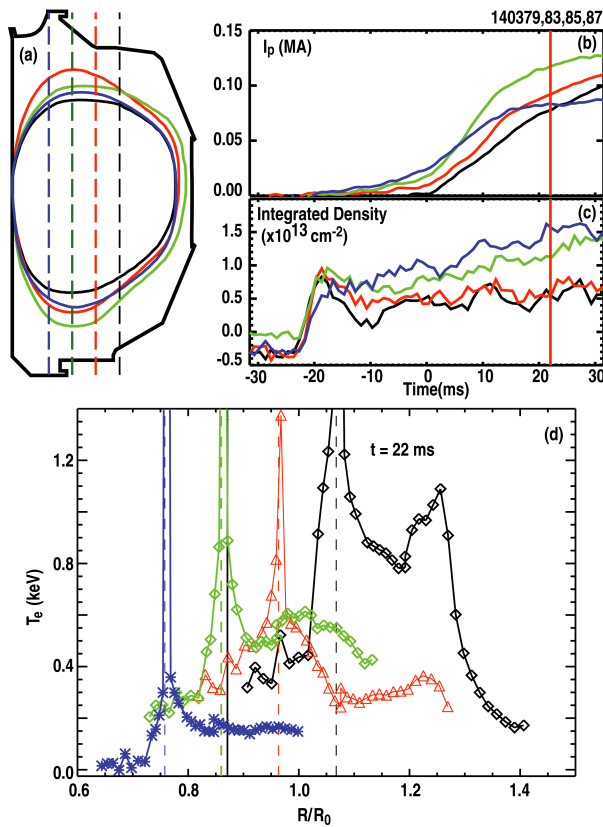 140379,83,85,87
(a)
I_p (MA)
(b)
0.15
0.10
0.05
0.00
Integrated Density
(x10^13 cm^-2)
(c)
1.5
1.0
0.5
0.0
-0.5
-30 -20 -10 0 10 20 30
Time(ms)
(d)
t = 22 ms
1.2
0.8
0.4
0.0
T_e (keV)
0.6 0.8 1.0 1.2 1.4
R/R_0